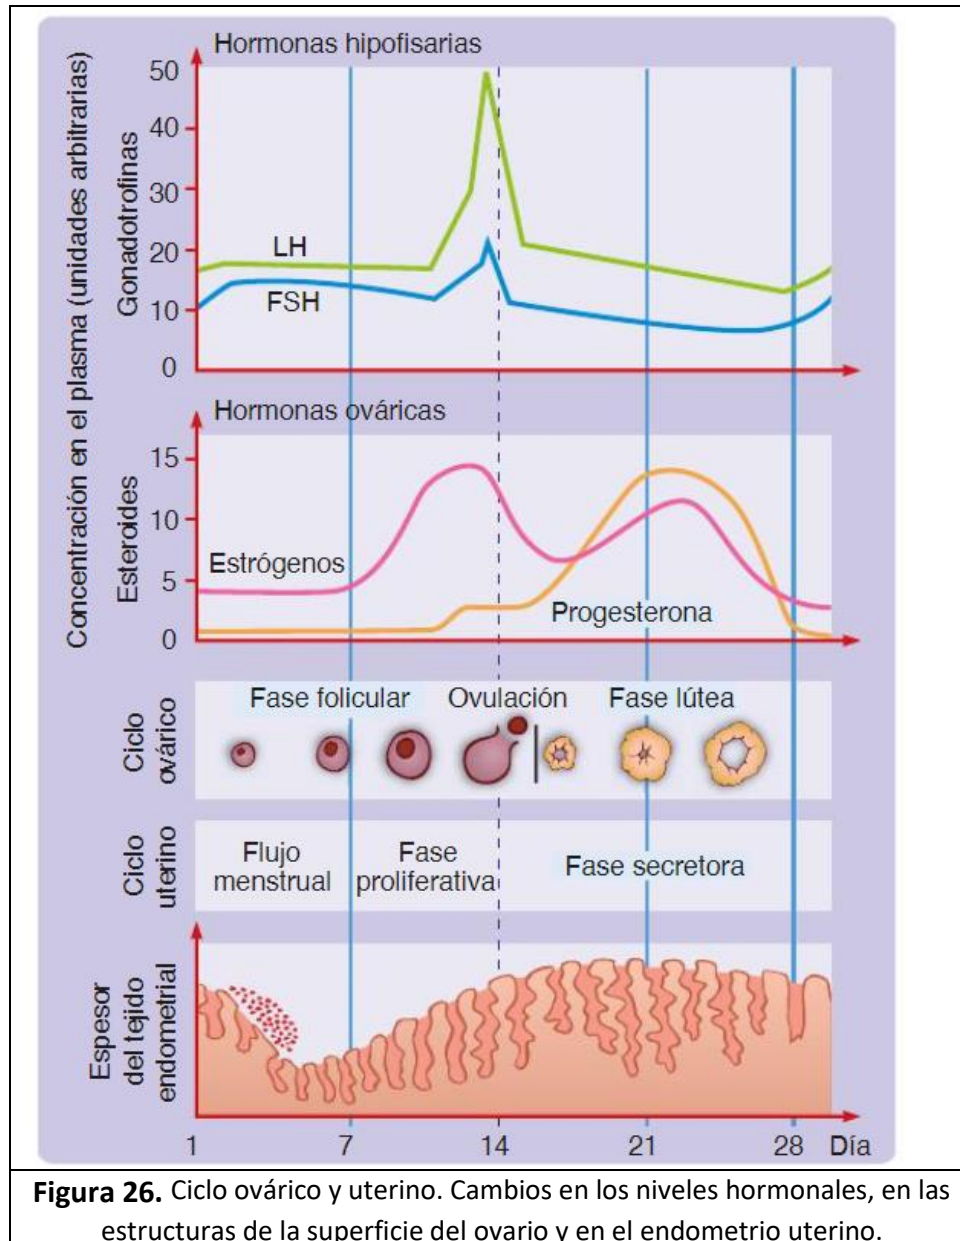 Concentración en el plasma (unidades arbitrarias)
Hormonas hipofisarias
Gonadotrofinas
50
40
30
20
10
0
LH
FSH
Hormonas ováricas
Esteroides
15
10
5
0
Estrógenos
Progesterona
Ciclo
ovárico
Fase folicular
Ovulación
Fase lútea
Ciclo
uterino
Flujo
menstrual
Fase
proliferativa
Fase secretora
Espesor
del tejido
endometrial
1 7 14 21 28 Día
Figura 26. Ciclo ovárico y uterino. Cambios en los niveles hormonales, en las
estructuras de la superficie del ovario y en el endometrio uterino.